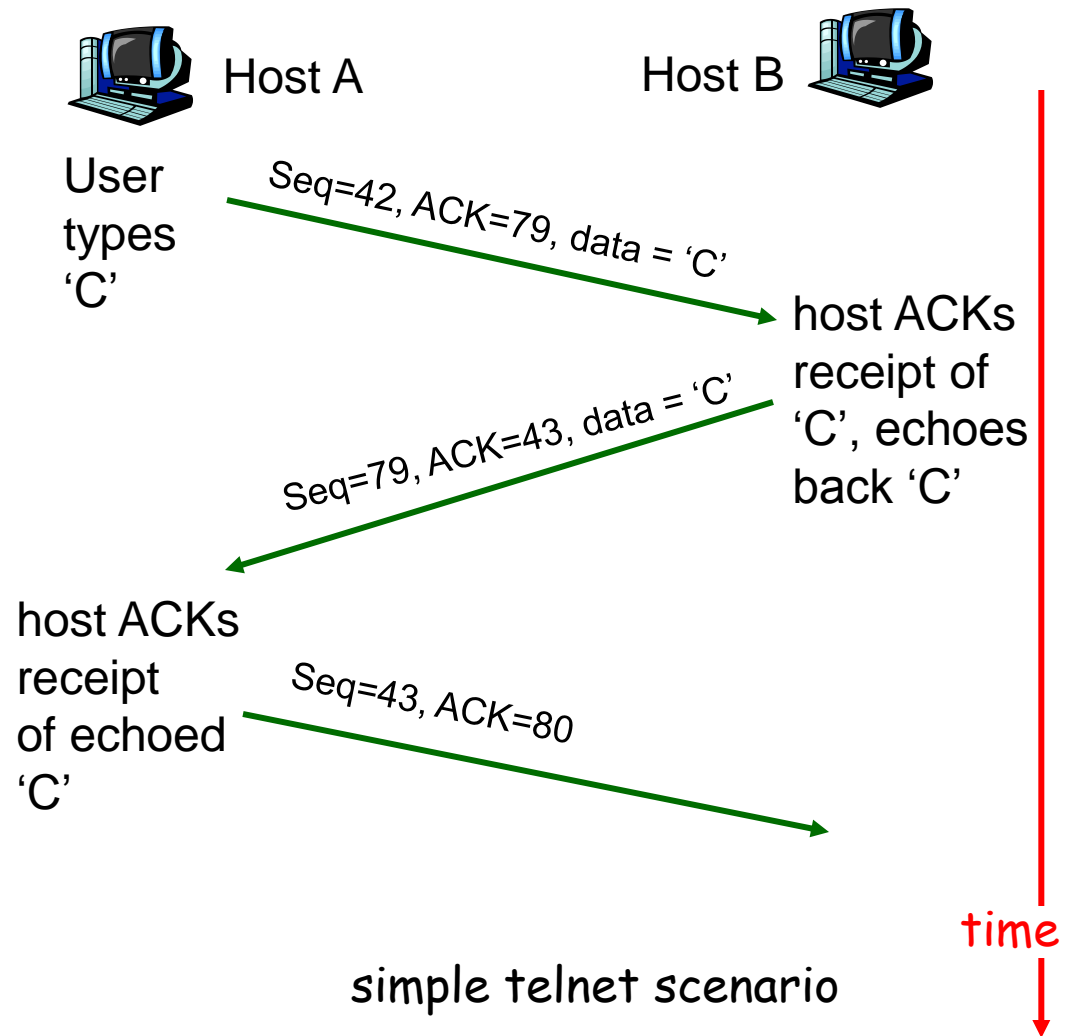 Host A
Host B
User
types
‘C’
Seq=42, ACK=79, data = ‘C’
host ACKs
receipt of
‘C’, echoes
back ‘C’
Seq=79, ACK=43, data = ‘C’
host ACKs
receipt
of echoed
‘C’
Seq=43, ACK=80
time
simple telnet scenario